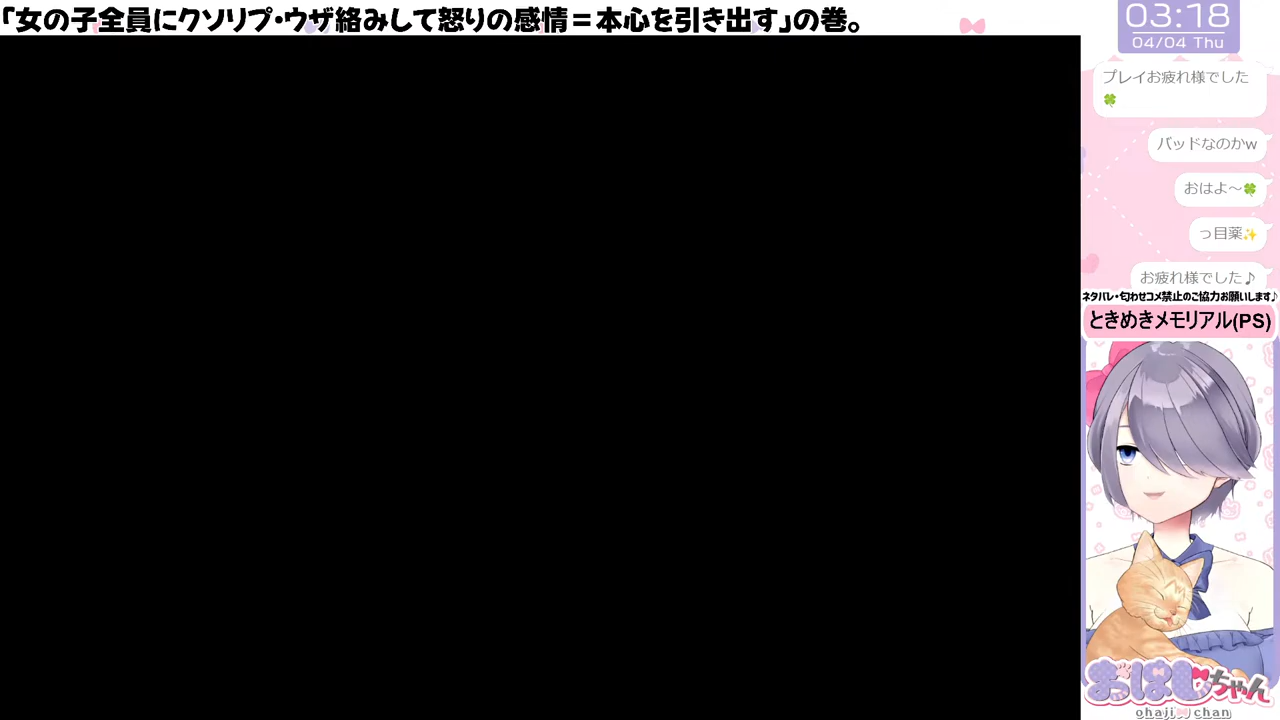 「女の子全員にクソリプ・ウザ絡みして怒りの感情＝本心を引き出す」の巻。
03:18
04/04 Thu
プレイお疲れ様でした
🍀
バッドなのかw
おはよ〜🍀
っ目薬✨
お疲れ様でした♪
ネタバレ・匂わせコメ禁止のご協力お願いします♪
ときめきメモリアル(PS)
おはじちゃん
ohaji chan